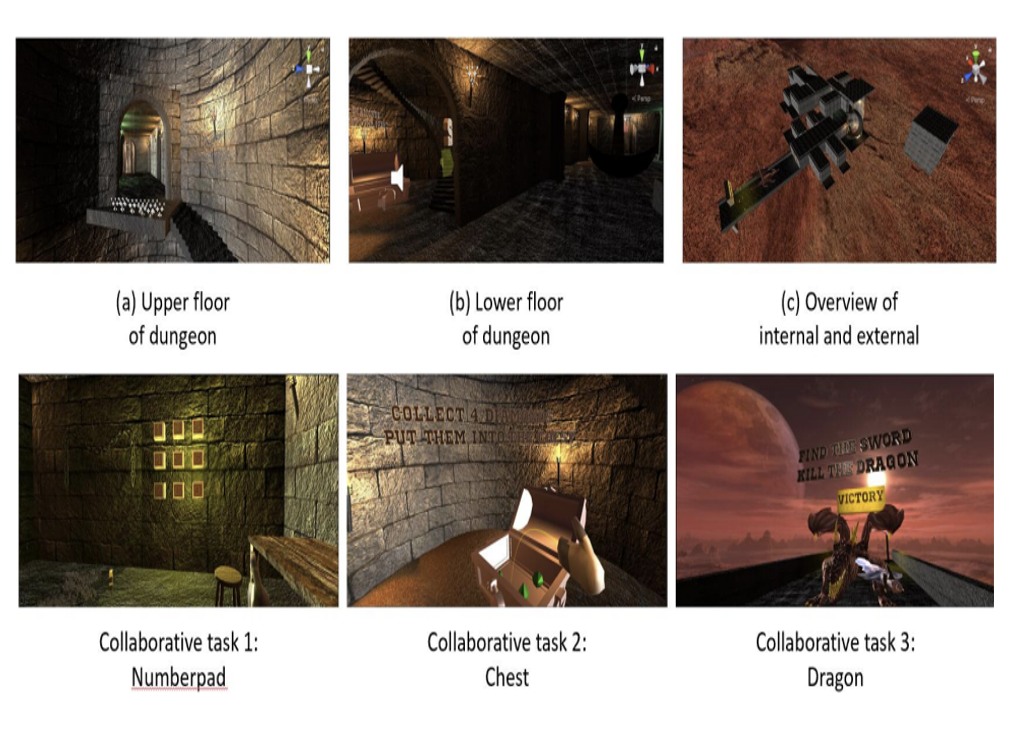 (a) Upper floor
of dungeon
(b) Lower floor
of dungeon
(c) Overview of
internal and external
COLLECT 4
PUT THEM INTO
FIND THE SWORD
KILL THE DRAGON
VICTORY
Collaborative task 1:
Numberpad
Collaborative task 2:
Chest
Collaborative task 3:
Dragon